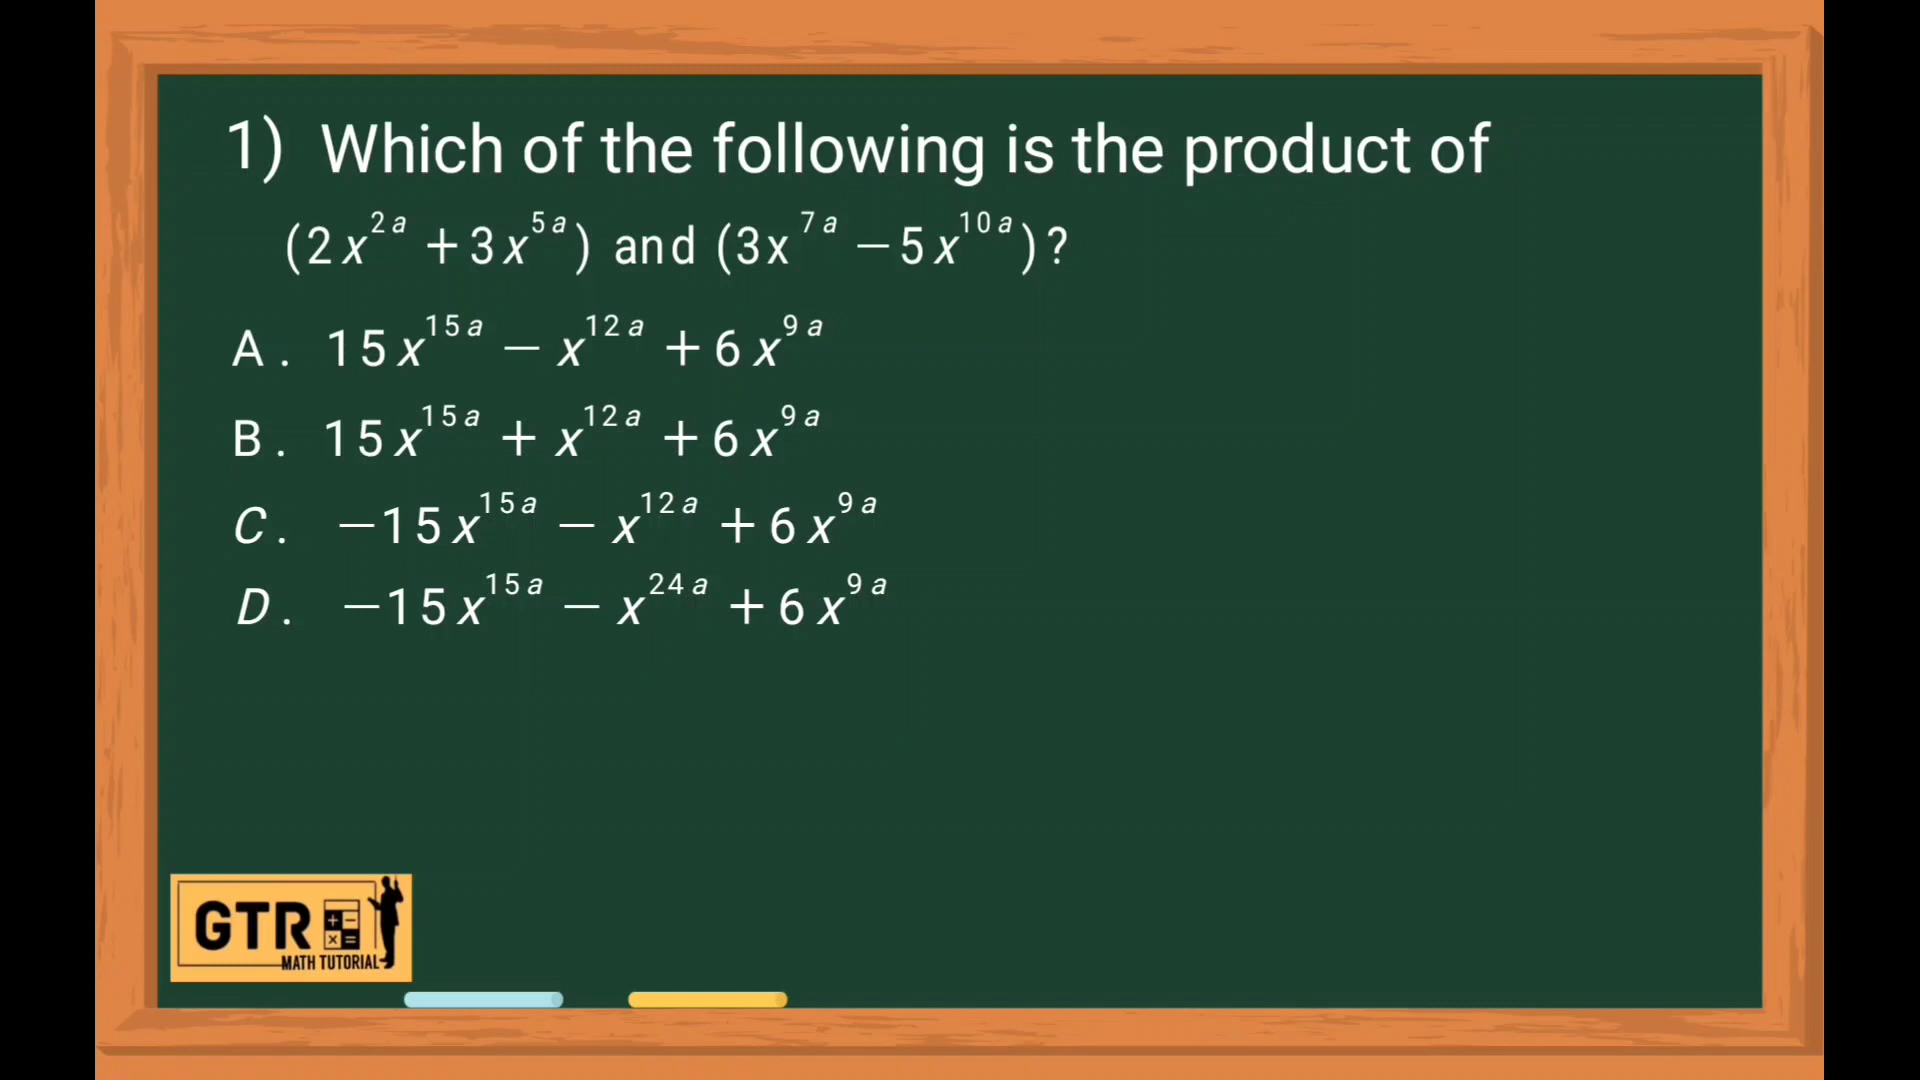 1) Which of the following is the product of
(2x^{2a} + 3x^{5a}) and (3x^{7a} − 5x^{10a})?
A. 15x^{15a} − x^{12a} + 6x^{9a}
B. 15x^{15a} + x^{12a} + 6x^{9a}
C. −15x^{15a} − x^{12a} + 6x^{9a}
D. −15x^{15a} − x^{24a} + 6x^{9a}
GTR
MATH TUTORIAL